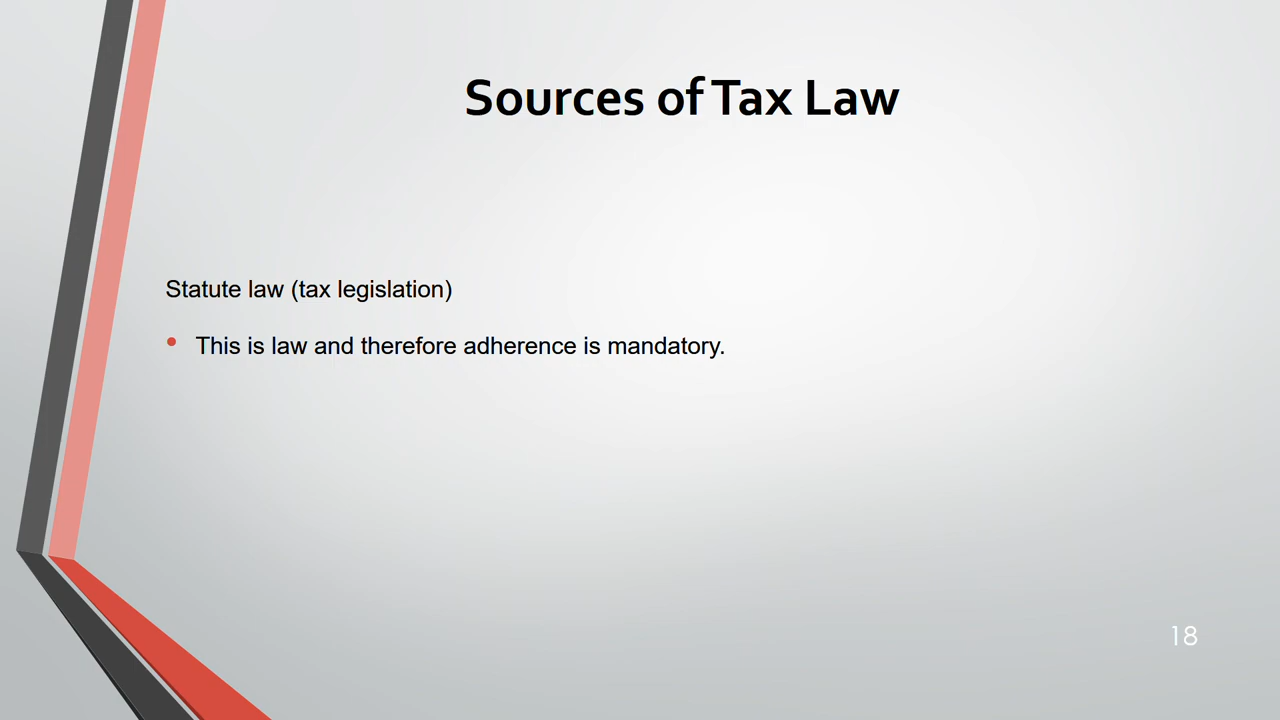 Sources of Tax Law
Statute law (tax legislation)
• This is law and therefore adherence is mandatory.
18